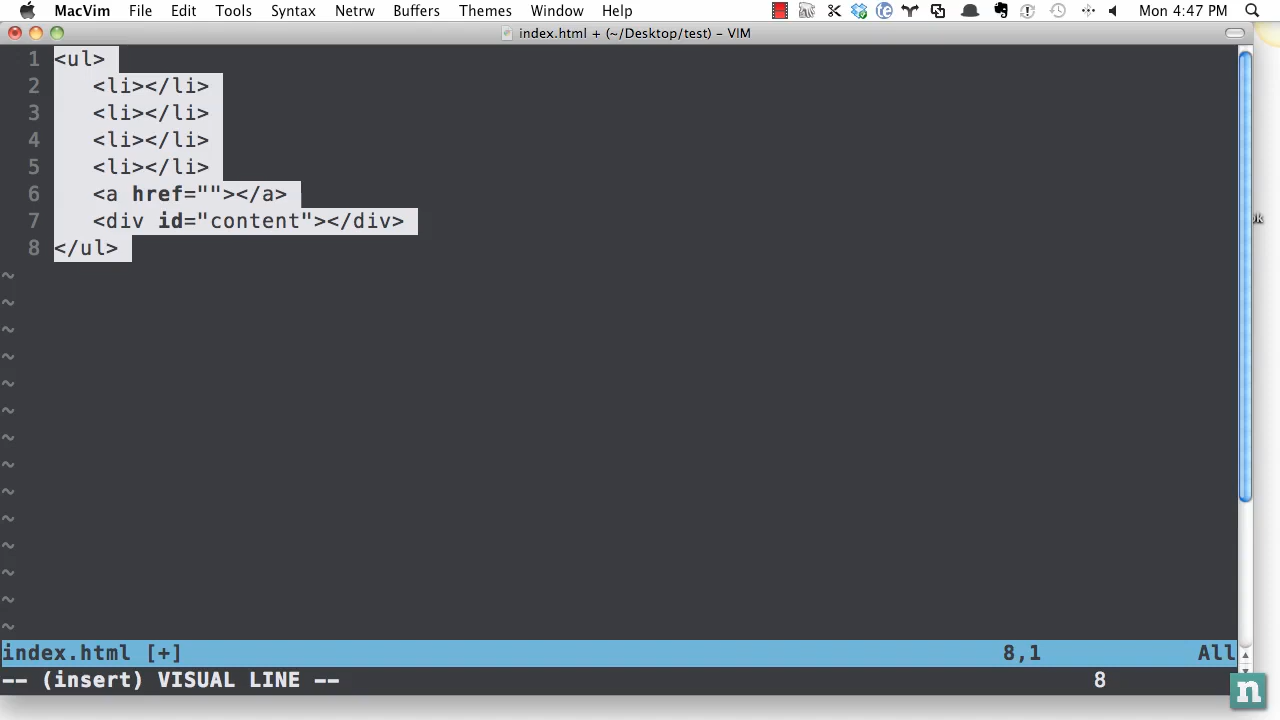 MacVim File Edit Tools Syntax Netrw Buffers Themes Window Help Mon 4:47 PM
index.html + (~/Desktop/test) – VIM
1 <ul>
2    <li></li>
3    <li></li>
4    <li></li>
5    <li></li>
6    <a href=""></a>
7    <div id="content"></div>
8 </ul>
~
~
~
~
~
~
~
~
~
~
~
~
~
~
index.html [+] 8,1 All
-- (insert) VISUAL LINE -- 8
n